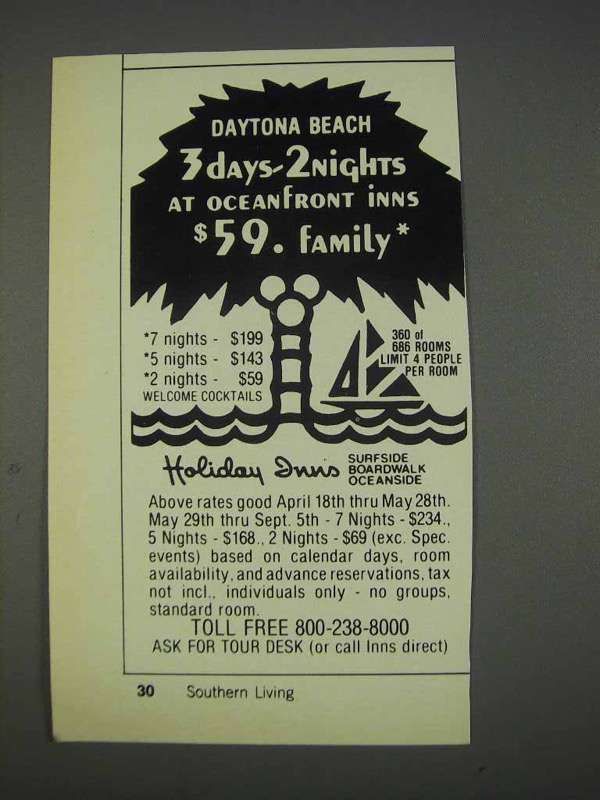 DAYTONA BEACH
3 days-2 NIGHTS
AT OCEANFRONT INNS
$59. FAMILY*
*7 nights - $199
*5 nights - $143
*2 nights - $59
WELCOME COCKTAILS
360 of
686 ROOMS
LIMIT 4 PEOPLE
PER ROOM
Holiday Inns
SURFSIDE
BOARDWALK
OCEANSIDE
Above rates good April 18th thru May 28th.
May 29th thru Sept. 5th - 7 Nights - $234.,
5 Nights - $168., 2 Nights - $69 (exc. Spec.
events) based on calendar days, room
availability, and advance reservations, tax
not incl., individuals only - no groups,
standard room.
TOLL FREE 800-238-8000
ASK FOR TOUR DESK (or call Inns direct)
30 Southern Living